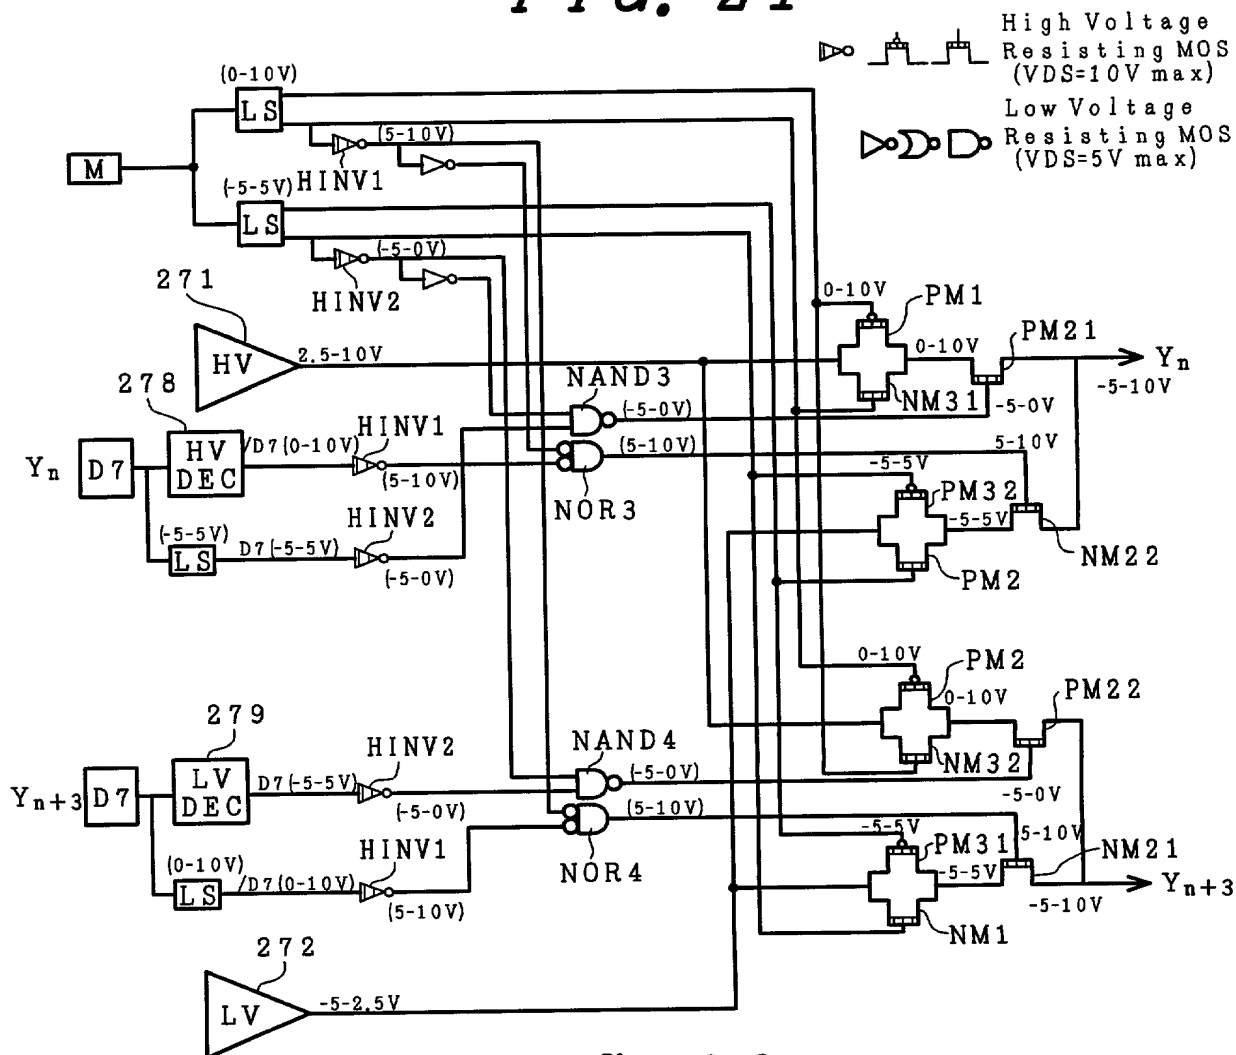 FIG. 21
High Voltage
Resisting MOS
(VDS=10V max)
Low Voltage
Resisting MOS
(VDS=5V max)
(0-10V)
LS
M
(5-10V)
HINV1
(-5-5V)
LS
(-5-0V)
HINV2
271
HV
2.5-10V
278
Yn
D7
HV
DEC
/D7(0-10V)
HINV1
(5-10V)
(-5-5V)
LS
D7(-5-5V)
HINV2
(-5-0V)
NAND3
(-5-0V)
(5-10V)
NOR3
0-10V
PM1
0-10V
PM21
Yn
-5-10V
NM31
-5-0V
5-10V
-5-5V
PM32
-5-5V
NM22
PM2
0-10V
PM2
0-10V
PM22
NM32
-5-0V
279
Yn+3
D7
LV
DEC
D7(-5-5V)
HINV2
(-5-0V)
(0-10V)
LS
/D7(0-10V)
HINV1
(5-10V)
NAND4
(-5-0V)
(5-10V)
NOR4
-5-5V
PM31
5-10V
NM21
-5-5V
Yn+3
-5-10V
NM1
272
LV
-5-2.5V